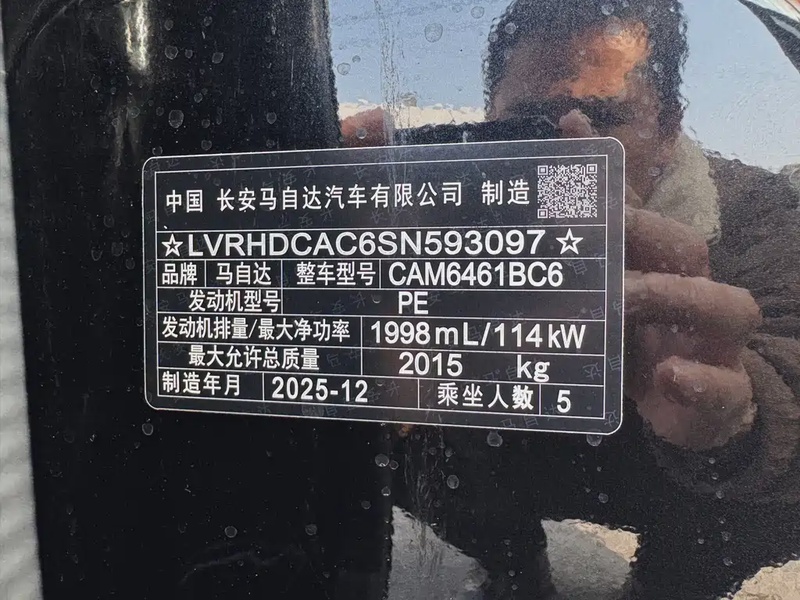 中国 长安马自达汽车有限公司 制造
☆LVRHDCAC6SN593097☆
品牌 马自达 整车型号 CAM6461BC6
发动机型号 PE
发动机排量/最大净功率 1998mL/114kW
最大允许总质量 2015 kg
制造年月 2025-12 乘坐人数 5